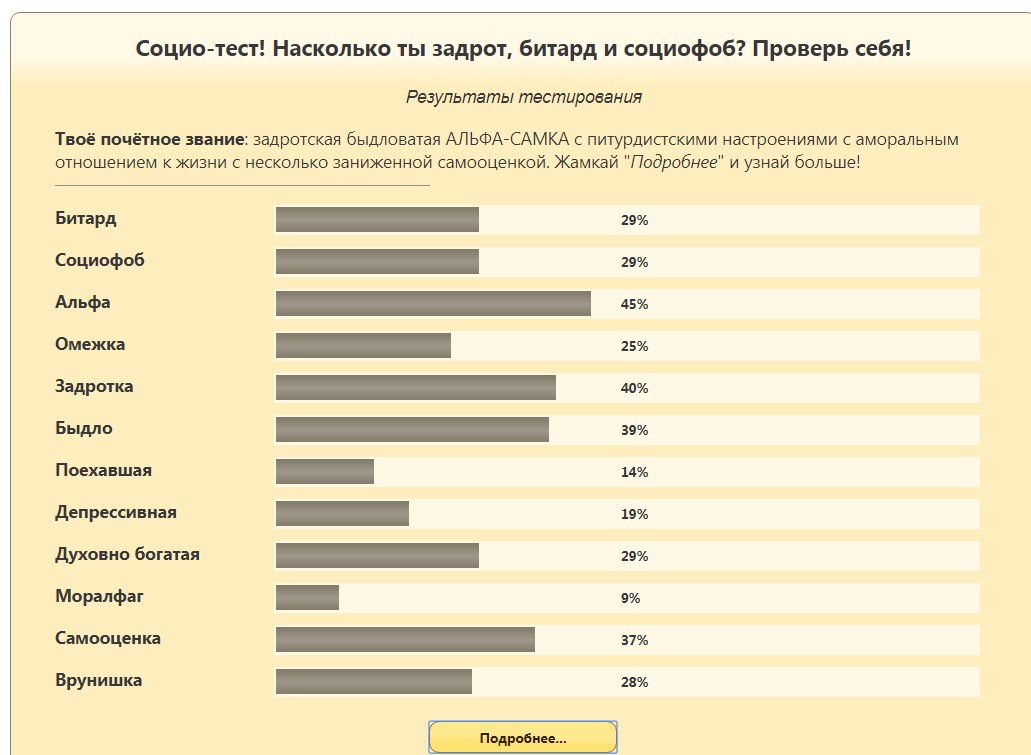 Социо-тест! Насколько ты задрот, битард и социофоб? Проверь себя!
Результаты тестирования
Твоё почётное звание: задротская быдловатая АЛЬФА-САМКА с питурдистскими настроениями с аморальным
отношением к жизни с несколько заниженной самооценкой. Жамкай "Подробнее" и узнай больше!
Битард 29%
Социофоб 29%
Альфа 45%
Омежка 25%
Задротка 40%
Быдло 39%
Поехавшая 14%
Депрессивная 19%
Духовно богатая 29%
Моралфаг 9%
Самооценка 37%
Врунишка 28%
Подробнее...